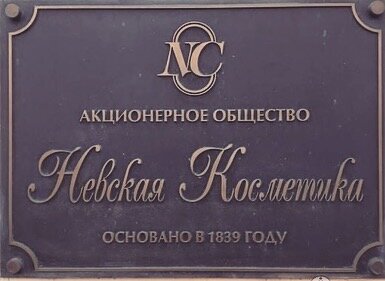 NC
АКЦИОНЕРНОЕ ОБЩЕСТВО
Невская Косметика
ОСНОВАНО В 1839 ГОДУ